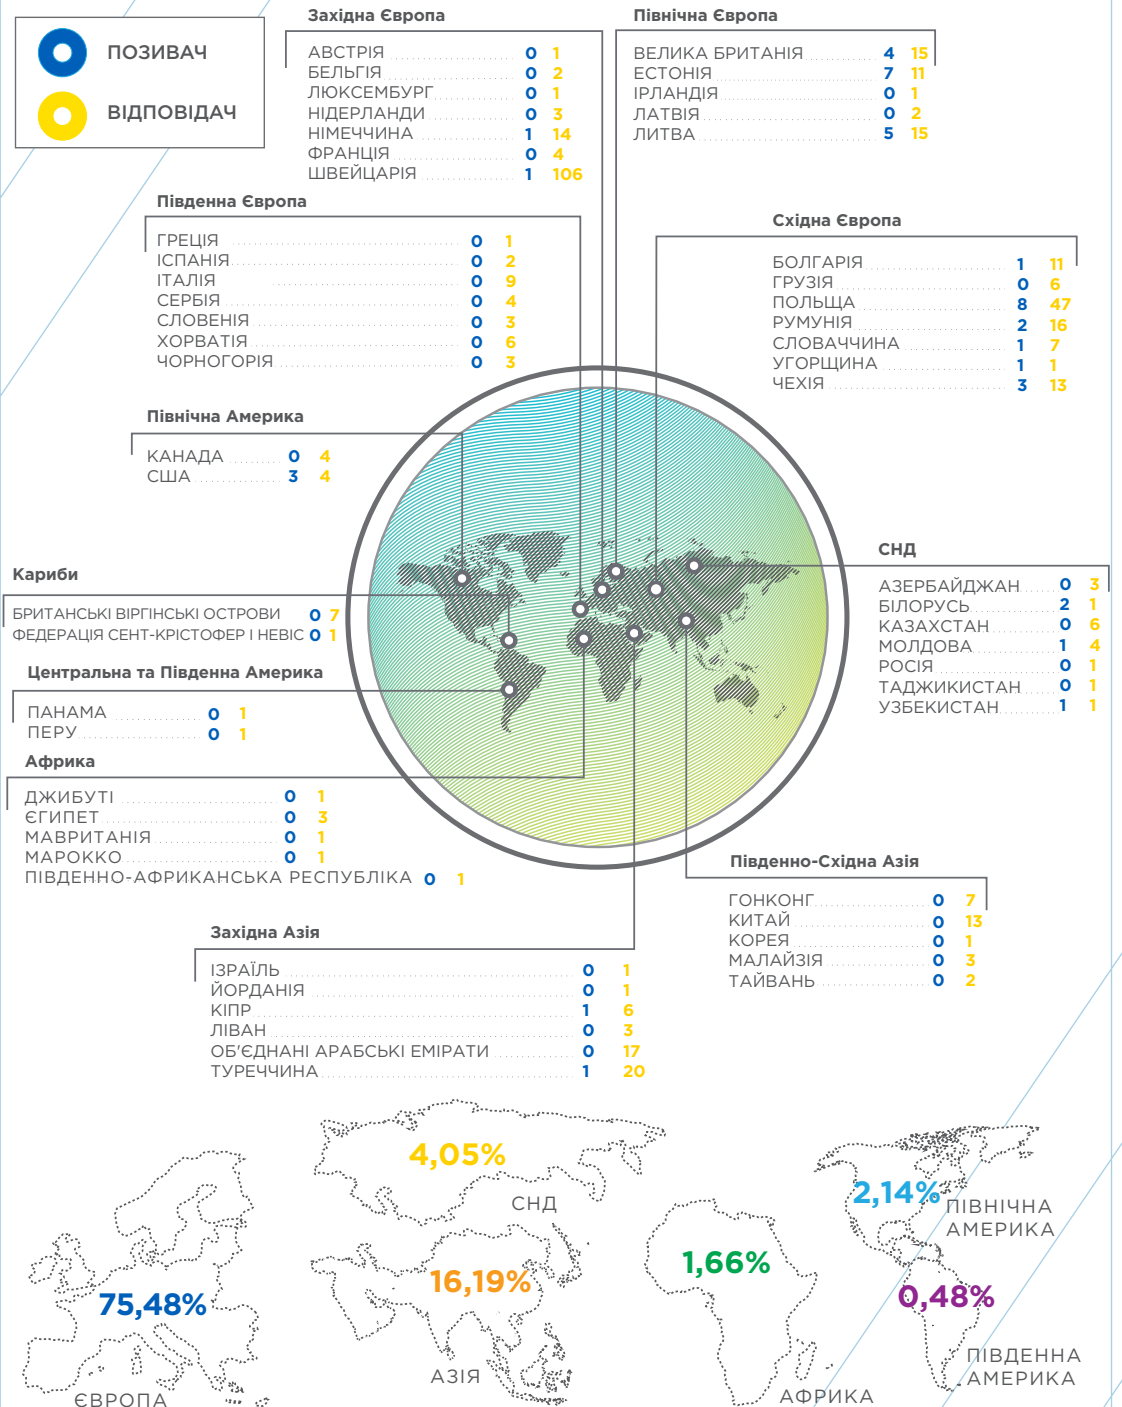 ПОЗИВАЧ
ВІДПОВІДАЧ
Західна Європа
АВСТРІЯ 0 1
БЕЛЬГІЯ 0 2
ЛЮКСЕМБУРГ 0 1
НІДЕРЛАНДИ 0 3
НІМЕЧЧИНА 1 14
ФРАНЦІЯ 0 4
ШВЕЙЦАРІЯ 1 106
Північна Європа
ВЕЛИКА БРИТАНІЯ 4 15
ЕСТОНІЯ 7 11
ІРЛАНДІЯ 0 1
ЛАТВІЯ 0 2
ЛИТВА 5 15
Південна Європа
ГРЕЦІЯ 0 1
ІСПАНІЯ 0 2
ІТАЛІЯ 0 9
СЕРБІЯ 0 4
СЛОВЕНІЯ 0 3
ХОРВАТІЯ 0 6
ЧОРНОГОРІЯ 0 3
Східна Європа
БОЛГАРІЯ 1 11
ГРУЗІЯ 0 6
ПОЛЬЩА 8 47
РУМУНІЯ 2 16
СЛОВАЧЧИНА 1 7
УГОРЩИНА 1 1
ЧЕХІЯ 3 13
Північна Америка
КАНАДА 0 4
США 3 4
Кариби
БРИТАНСЬКІ ВІРГІНСЬКІ ОСТРОВИ 0 7
ФЕДЕРАЦІЯ СЕНТ-КРІСТОФЕР І НЕВІС 0 1
СНД
АЗЕРБАЙДЖАН 0 3
БІЛОРУСЬ 2 1
КАЗАХСТАН 0 6
МОЛДОВА 1 4
РОСІЯ 0 1
ТАДЖИКИСТАН 0 1
УЗБЕКИСТАН 1 1
Центральна та Південна Америка
ПАНАМА 0 1
ПЕРУ 0 1
Африка
ДЖИБУТІ 0 1
ЄГИПЕТ 0 3
МАВРИТАНІЯ 0 1
МАРОККО 0 1
ПІВДЕННО-АФРИКАНСЬКА РЕСПУБЛІКА 0 1
Південно-Східна Азія
ГОНКОНГ 0 7
КИТАЙ 0 13
КОРЕЯ 0 1
МАЛАЙЗІЯ 0 3
ТАЙВАНЬ 0 2
Західна Азія
ІЗРАЇЛЬ 0 1
ЙОРДАНІЯ 0 1
КІПР 1 6
ЛІВАН 0 3
ОБ'ЄДНАНІ АРАБСЬКІ ЕМІРАТИ 0 17
ТУРЕЧЧИНА 1 20
4,05%
СНД
2,14%
ПІВНІЧНА
АМЕРИКА
1,66%
16,19%
75,48%
0,48%
ПІВДЕННА
АМЕРИКА
АЗІЯ
АФРИКА
ЄВРОПА